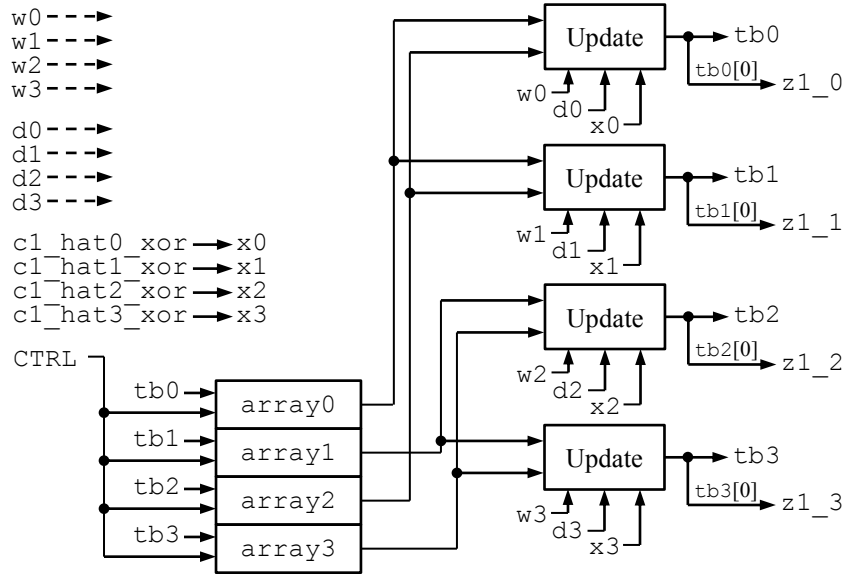 w0
w1
w2
w3
d0
d1
d2
d3
c1_hat0_xor x0
c1_hat1_xor x1
c1_hat2_xor x2
c1_hat3_xor x3
CTRL
tb0
array0
tb1
array1
tb2
array2
tb3
array3
Update
tb0
tb0[0]
z1_0
w0
d0
x0
Update
tb1
tb1[0]
z1_1
w1
d1
x1
Update
tb2
tb2[0]
z1_2
w2
d2
x2
Update
tb3
tb3[0]
z1_3
w3
d3
x3